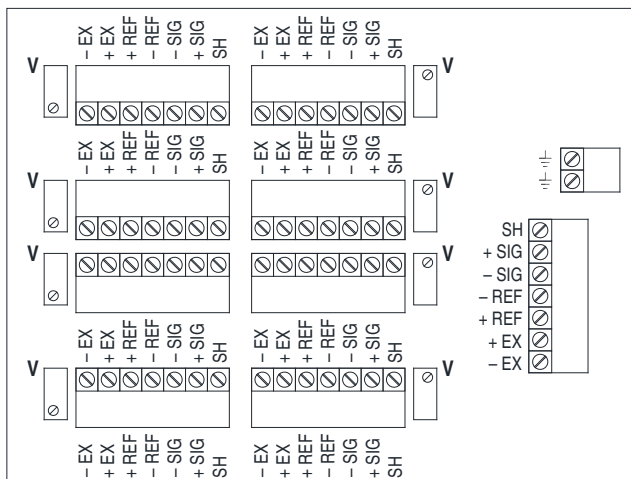 – EX + EX + REF – REF – SIG + SIG SH – EX + EX + REF – REF – SIG + SIG SH
V V
– EX + EX + REF – REF – SIG + SIG SH – EX + EX + REF – REF – SIG + SIG SH
V V
V V
– EX + EX + REF – REF – SIG + SIG SH – EX + EX + REF – REF – SIG + SIG SH
V V
– EX + EX + REF – REF – SIG + SIG SH – EX + EX + REF – REF – SIG + SIG SH
SH
+ SIG
– SIG
– REF
+ REF
+ EX
– EX